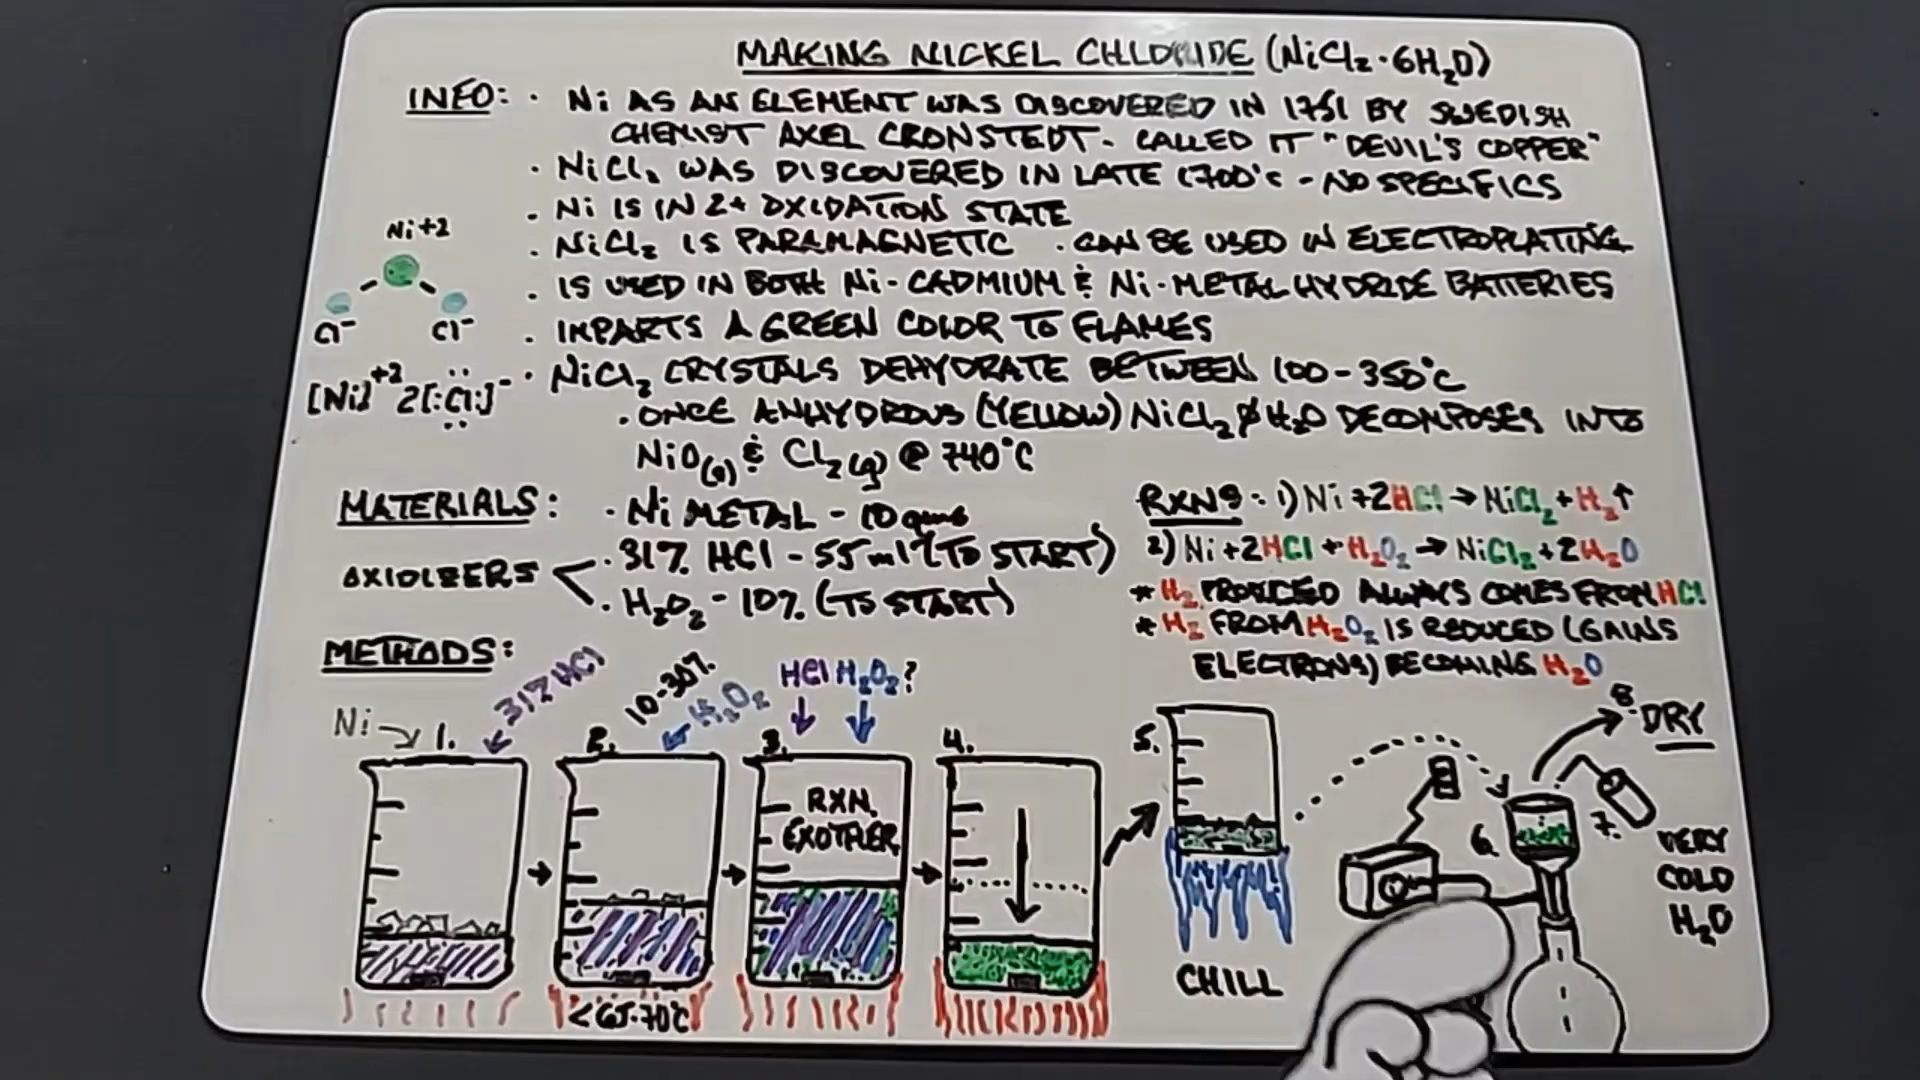 MAKING NICKEL CHLORIDE (NiCl₂·6H₂O)
INFO: · Ni AS AN ELEMENT WAS DISCOVERED IN 1751 BY SWEDISH
CHEMIST AXEL CRONSTEDT - CALLED IT "DEVIL'S COPPER"
· NiCl₂ WAS DISCOVERED IN LATE 1700's - NO SPECIFICS
· Ni IS IN 2+ OXIDATION STATE
· NiCl₂ IS PARAMAGNETIC · CAN BE USED IN ELECTROPLATING
· IS USED IN BOTH Ni-CADMIUM & Ni-METAL HYDRIDE BATTERIES
· IMPARTS A GREEN COLOR TO FLAMES
· NiCl₂ CRYSTALS DEHYDRATE BETWEEN 100-350°C
· ONCE ANHYDROUS (YELLOW) NiCl₂ Ø H₂O DECOMPOSES INTO
NiO(s) & Cl₂(g) @ 740°C
Ni+2
Cl⁻ Cl⁻
[Ni]⁺² 2[:Cl:]⁻
MATERIALS: · Ni METAL - 10 gms
OXIDIZERS < · 31% HCl - 55 ml (TO START)
· H₂O₂ - 10% (TO START)
RXNS: 1) Ni + 2HCl → NiCl₂ + H₂↑
2) Ni + 2HCl + H₂O₂ → NiCl₂ + 2H₂O
* H₂ PRODUCED ALWAYS COMES FROM HCl
* H₂ FROM H₂O₂ IS REDUCED (GAINS
ELECTRONS) BECOMING H₂O
METHODS:
Ni 1. 31% HCl
2. 10-30% H₂O₂
<65-70°C
3. HCl H₂O₂?
RXN.
EXOTHER.
4.
5.
CHILL
6.
7.
VERY
COLD
H₂O
8. DRY